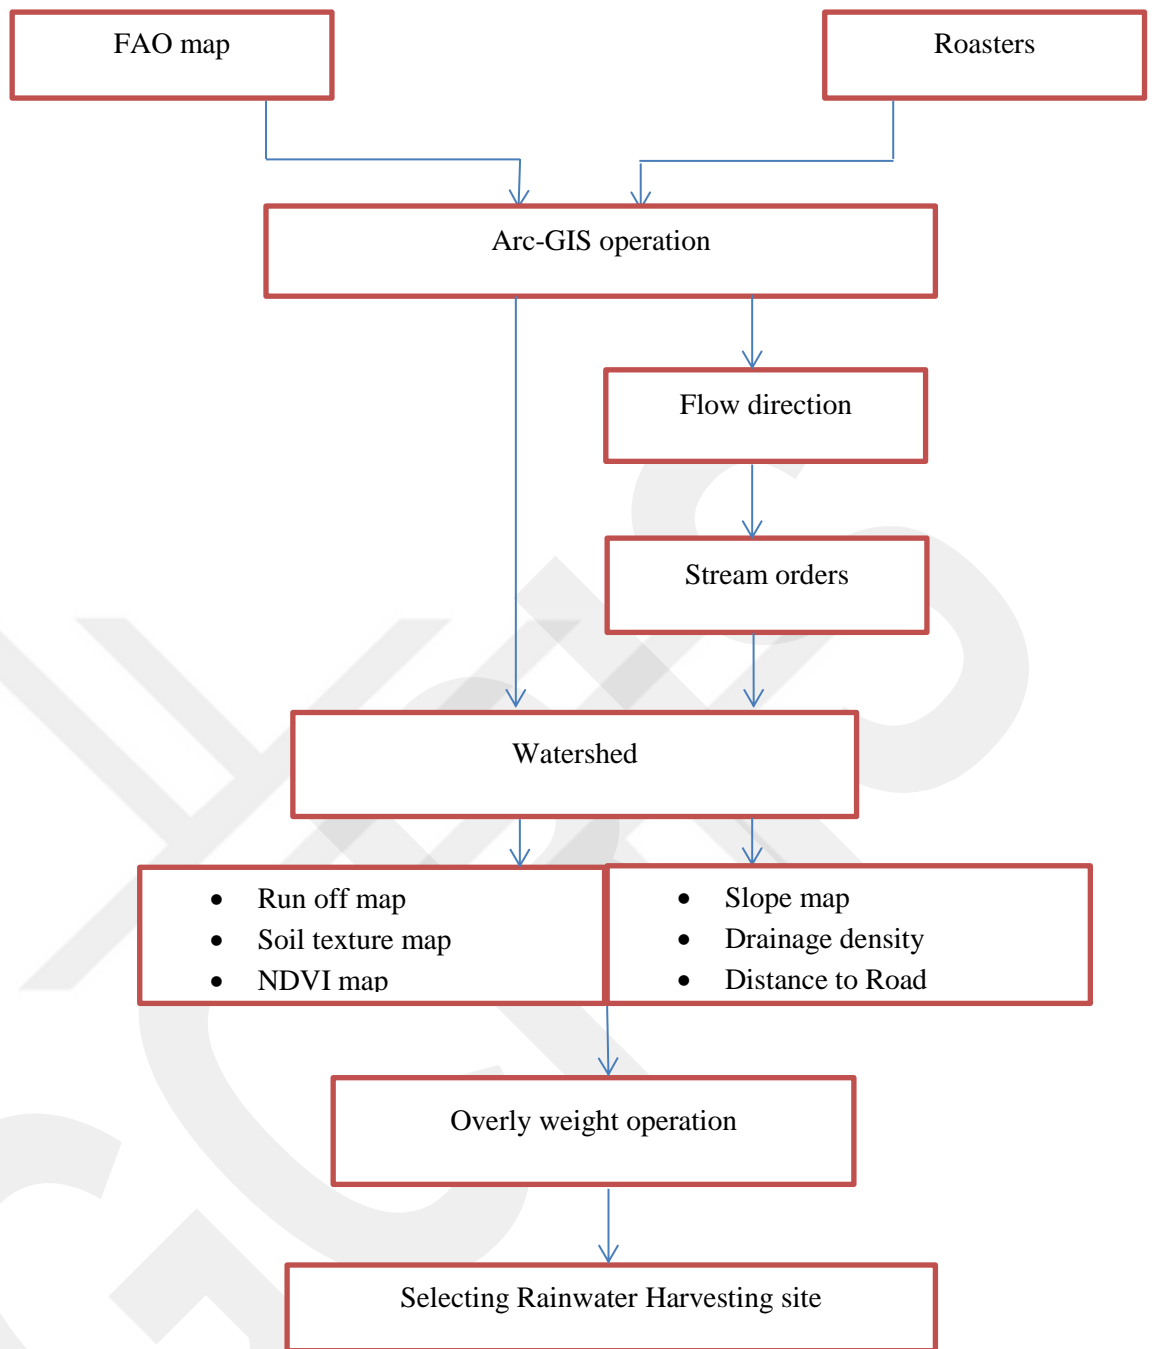 FAO map
Roasters
Arc-GIS operation
Flow direction
Stream orders
Watershed
• Run off map
• Soil texture map
• NDVI map
• Slope map
• Drainage density
• Distance to Road
Overly weight operation
Selecting Rainwater Harvesting site